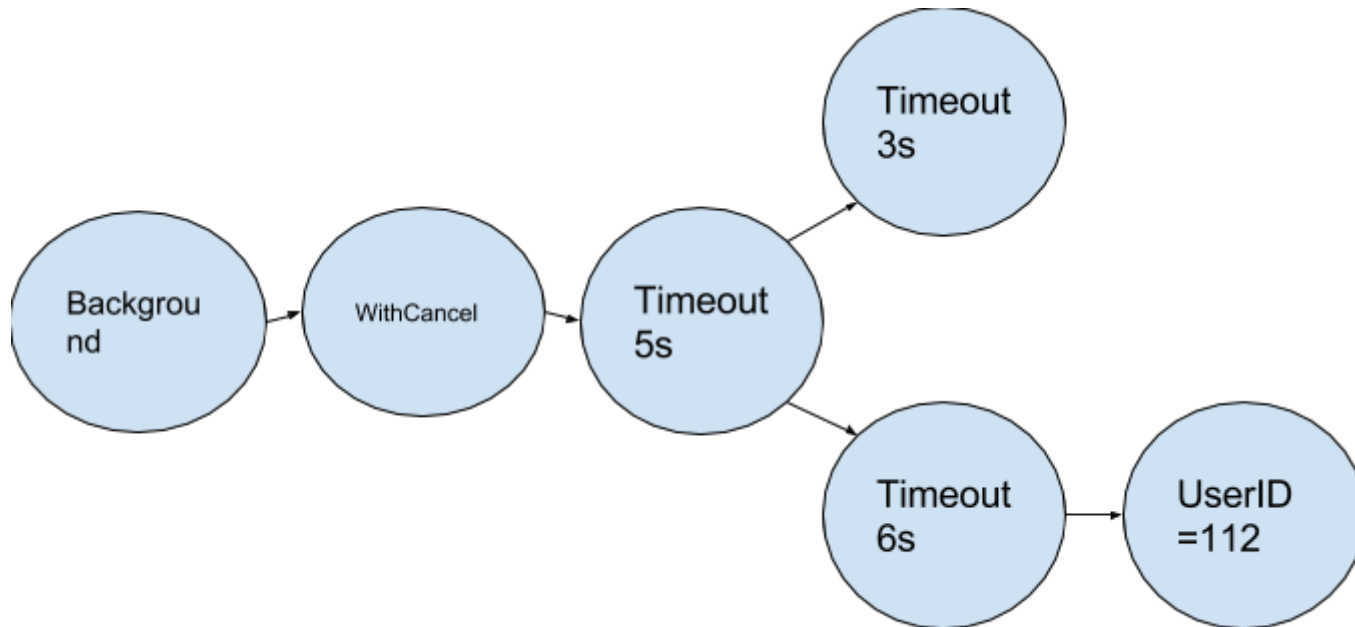 Timeout
3s
Backgrou
nd
WithCancel
Timeout
5s
Timeout
6s
UserID
=112